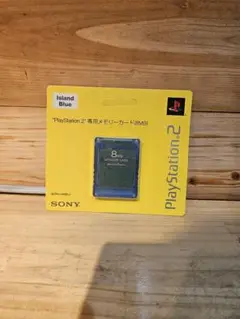 Island
Blue
"PlayStation 2"専用メモリーカード(8MB)
PlayStation.2
8MB
SONY